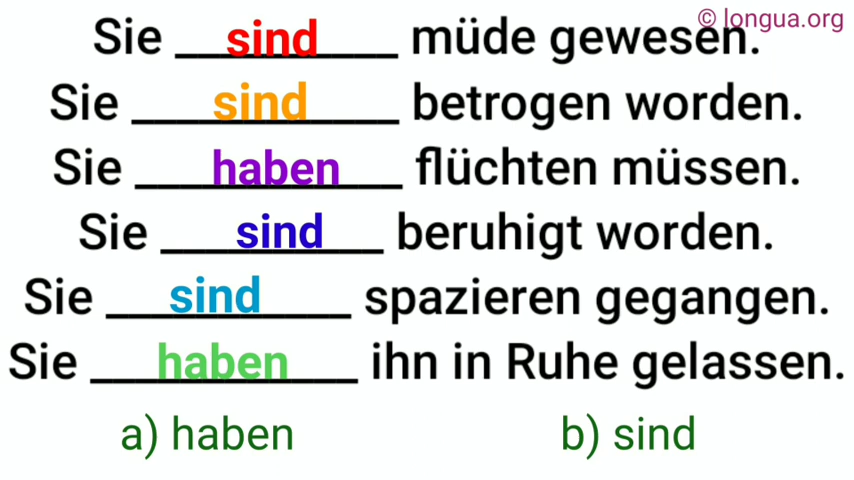 © longua.org
Sie sind müde gewesen.
Sie sind betrogen worden.
Sie haben flüchten müssen.
Sie sind beruhigt worden.
Sie sind spazieren gegangen.
Sie haben ihn in Ruhe gelassen.
a) haben b) sind